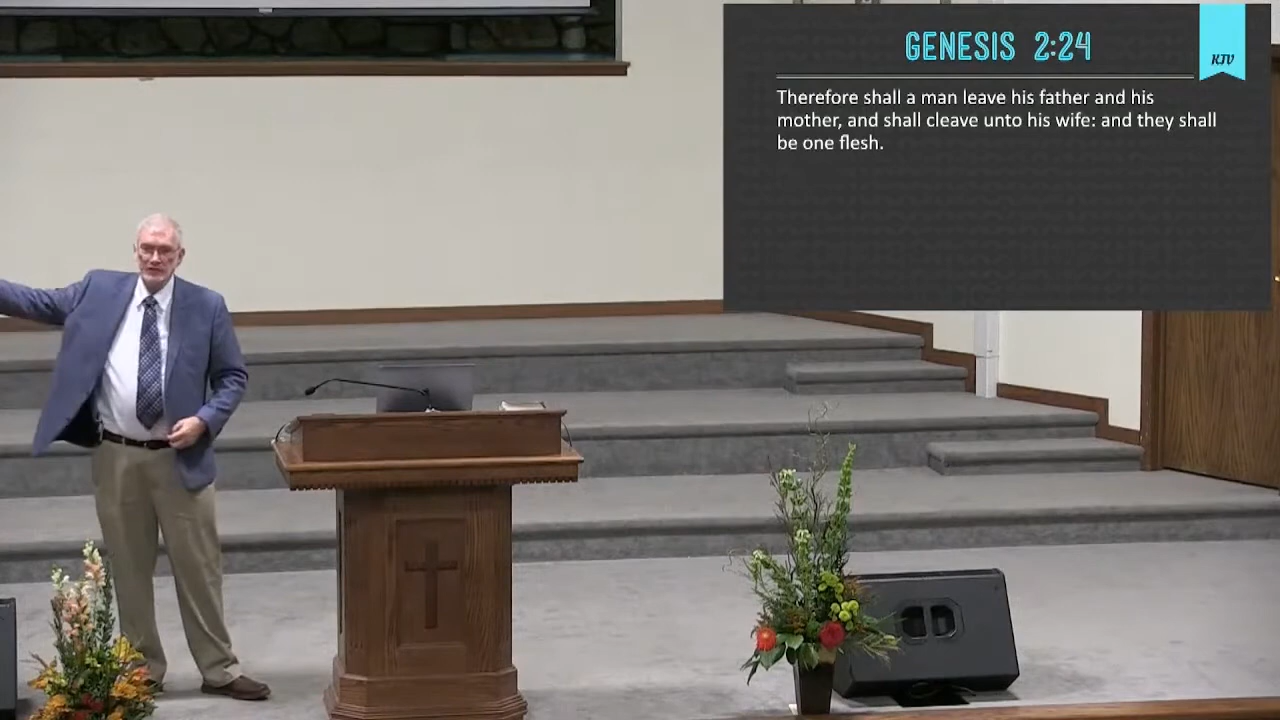 GENESIS 2:24
KJV
Therefore shall a man leave his father and his
mother, and shall cleave unto his wife: and they shall
be one flesh.